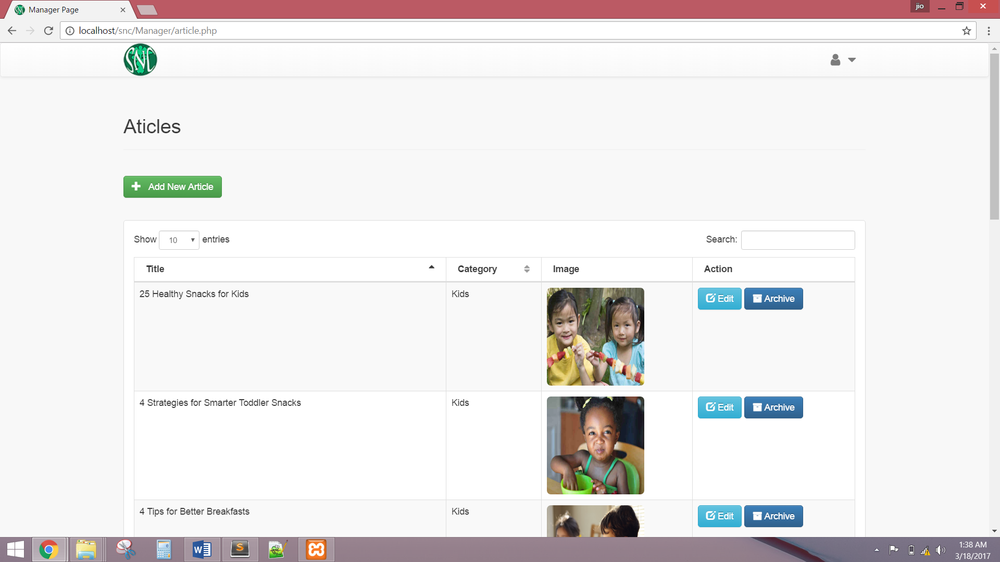 Manager Page
jio
localhost/snc/Manager/article.php
SNC
Aticles
Add New Article
Show 10 entries
Search:
Title Category Image Action
25 Healthy Snacks for Kids Kids Edit Archive
4 Strategies for Smarter Toddler Snacks Kids Edit Archive
4 Tips for Better Breakfasts Kids Edit Archive
1:38 AM
3/18/2017